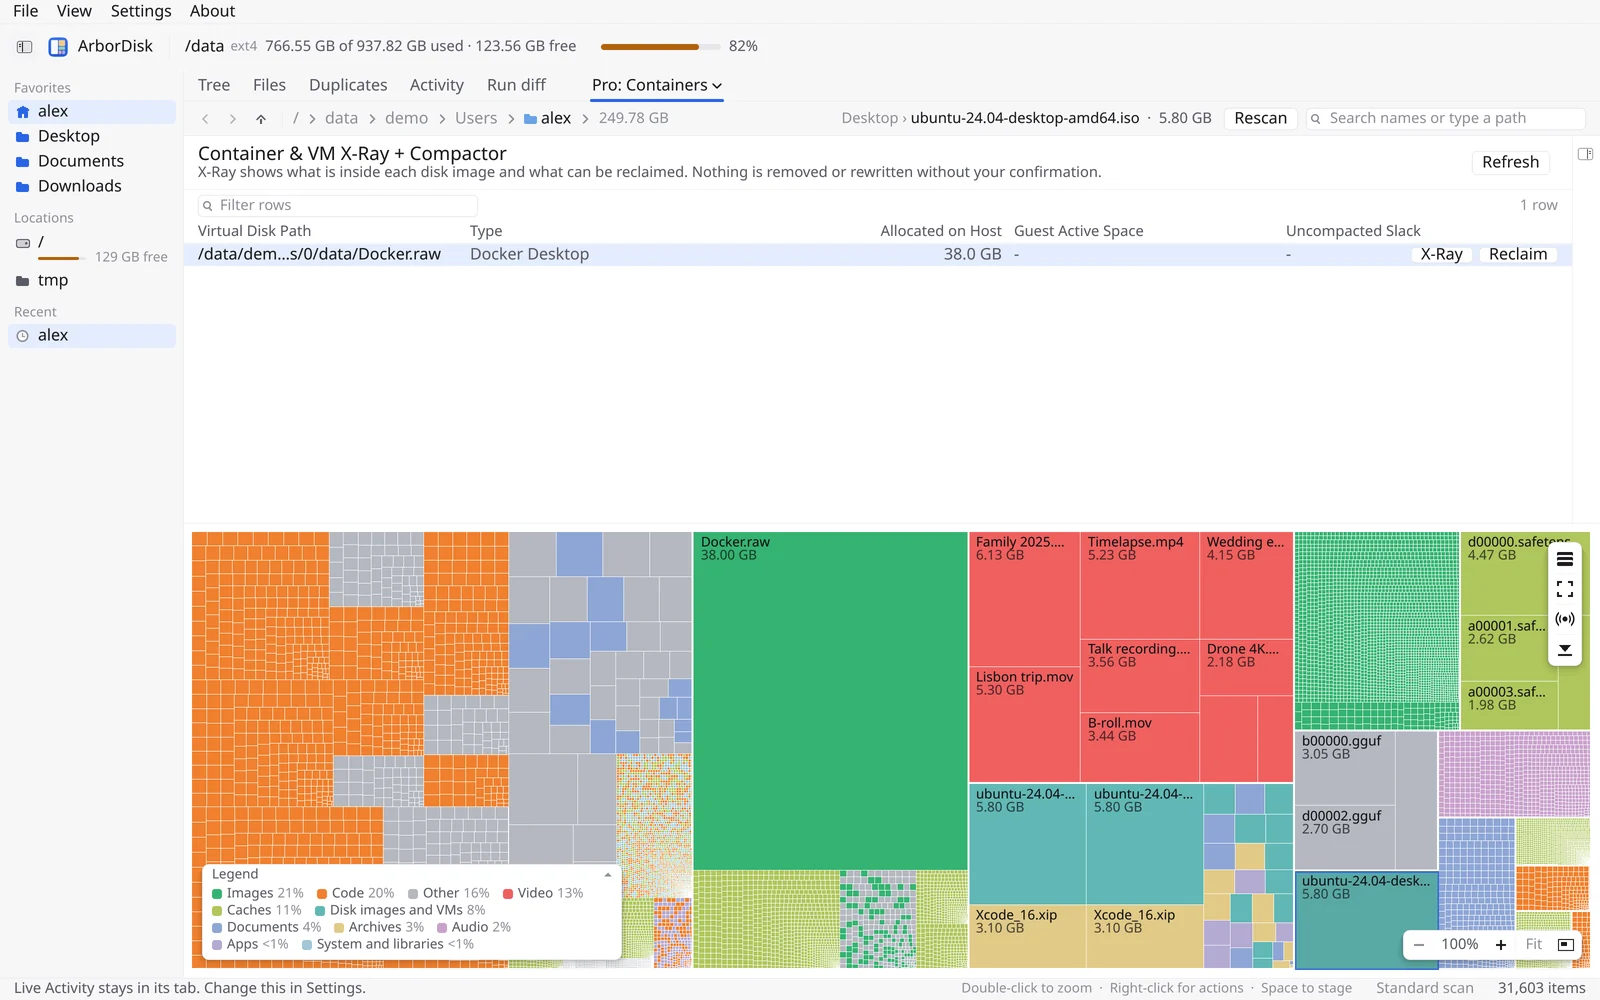 File View Settings About
ArborDisk
/data ext4 766.55 GB of 937.82 GB used · 123.56 GB free 82%
Favorites
alex
Desktop
Documents
Downloads
Locations
/
129 GB free
tmp
Recent
alex
Tree Files Duplicates Activity Run diff Pro: Containers
/ > data > demo > Users > alex > 249.78 GB
Desktop › ubuntu-24.04-desktop-amd64.iso · 5.80 GB Rescan Search names or type a path
Container & VM X-Ray + Compactor
X-Ray shows what is inside each disk image and what can be reclaimed. Nothing is removed or rewritten without your confirmation.
Refresh
Filter rows
1 row
Virtual Disk Path Type Allocated on Host Guest Active Space Uncompacted Slack
/data/dem...s/0/data/Docker.raw Docker Desktop 38.0 GB - - X-Ray Reclaim
Docker.raw
38.00 GB
Family 2025....
6.13 GB
Timelapse.mp4
5.23 GB
Wedding e...
4.15 GB
Lisbon trip.mov
5.30 GB
Talk recording....
3.56 GB
Drone 4K....
2.18 GB
B-roll.mov
3.44 GB
ubuntu-24.04-...
5.80 GB
ubuntu-24.04-...
5.80 GB
Xcode_16.xip
3.10 GB
Xcode_16.xip
3.10 GB
d00000.safetens
4.47 GB
a00001.saf...
2.62 GB
a00003.saf...
1.98 GB
b00000.gguf
3.05 GB
d00002.gguf
2.70 GB
ubuntu-24.04-desk...
5.80 GB
Legend
Images 21% Code 20% Other 16% Video 13%
Caches 11% Disk images and VMs 8%
Documents 4% Archives 3% Audio 2%
Apps <1% System and libraries <1%
− 100% + Fit
Live Activity stays in its tab. Change this in Settings.
Double-click to zoom · Right-click for actions · Space to stage Standard scan 31,603 items